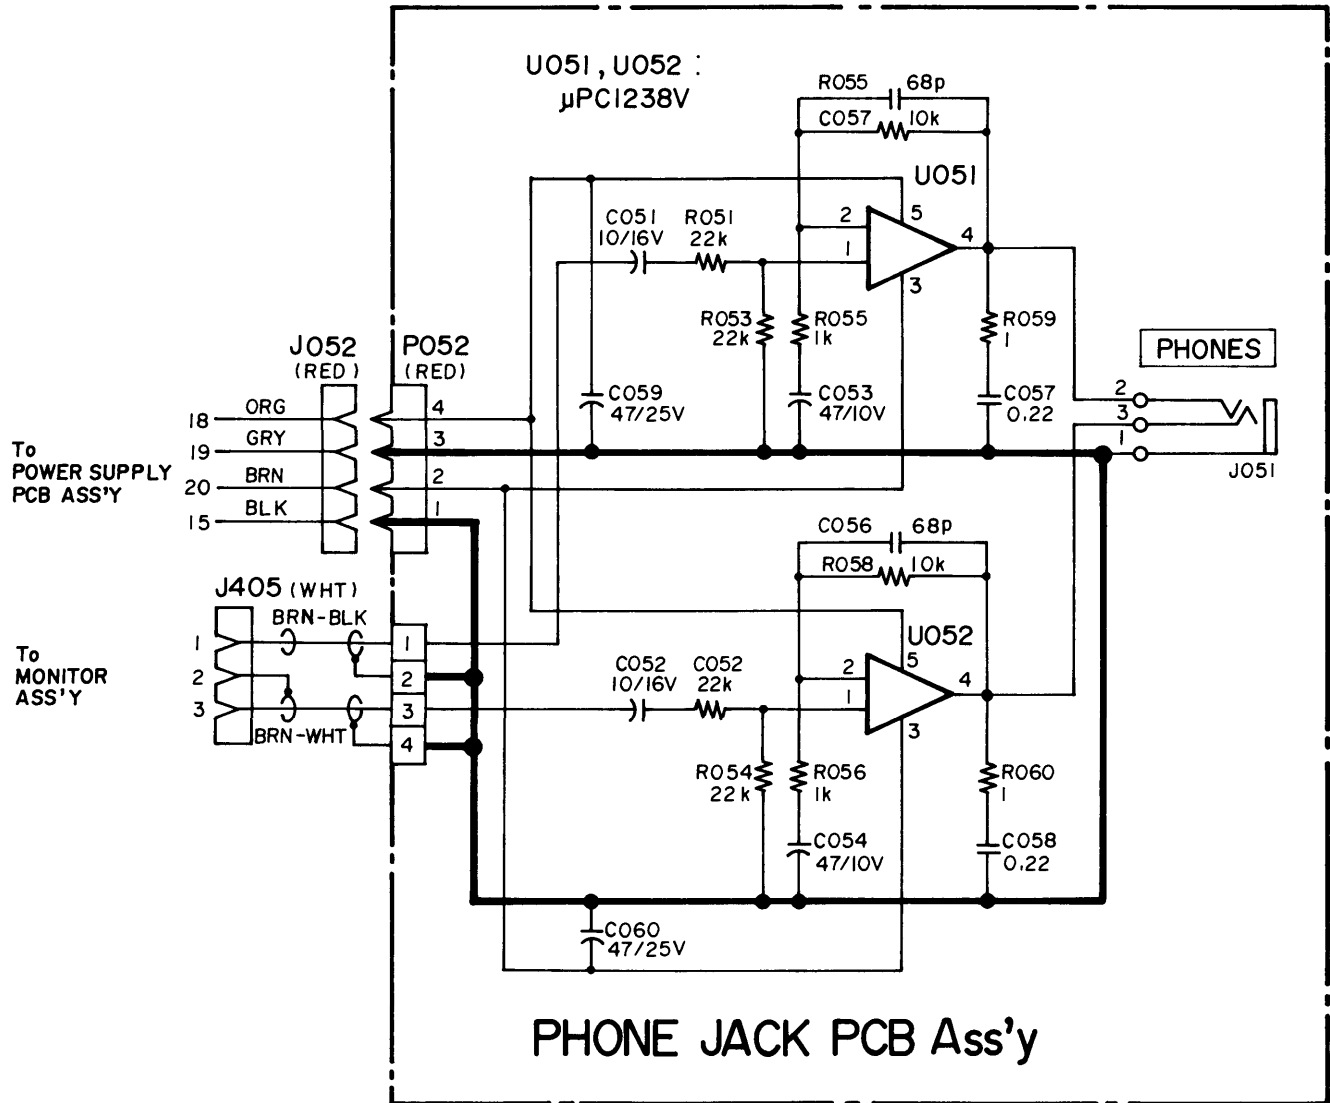 U051, U052 :
µPC1238V
R055 68p
C057 10k
U051
C051
10/16V
R051
22k
2
1
5
4
3
R053
22k
R055
1k
R059
1
C059
47/25V
C053
47/10V
C057
0.22
PHONES
2
3
1
J051
J052
(RED)
P052
(RED)
To
POWER SUPPLY
PCB ASS'Y
18 ORG 4
19 GRY 3
20 BRN 2
15 BLK 1
J405 (WHT)
BRN-BLK
To
MONITOR
ASS'Y
1
2
3
BRN-WHT
1
2
3
4
C056 68p
R058 10k
U052
C052
10/16V
C052
22k
2
1
5
4
3
R054
22k
R056
1k
R060
1
C054
47/10V
C058
0.22
C060
47/25V
PHONE JACK PCB Ass'y